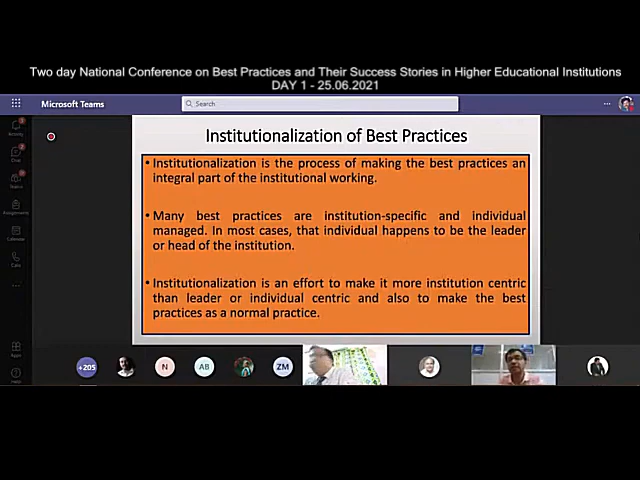 Two day National Conference on Best Practices and Their Success Stories in Higher Educational Institutions
DAY 1 - 25.06.2021
Microsoft Teams
Search
Institutionalization of Best Practices
• Institutionalization is the process of making the best practices an
integral part of the institutional working.
• Many best practices are institution-specific and individual
managed. In most cases, that individual happens to be the leader
or head of the institution.
• Institutionalization is an effort to make it more institution centric
than leader or individual centric and also to make the best
practices as a normal practice.
Activity
Chat
Teams
Assignments
Calendar
Calls
Apps
Help
+205
N
AB
ZM